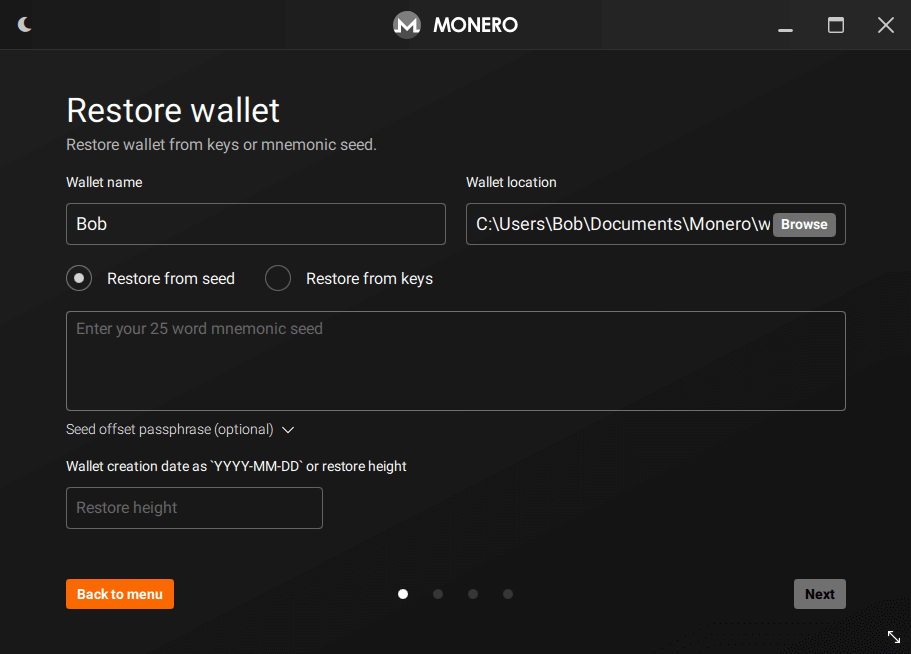 MONERO
Restore wallet
Restore wallet from keys or mnemonic seed.
Wallet name
Wallet location
Bob
C:\Users\Bob\Documents\Monero\w
Browse
Restore from seed
Restore from keys
Enter your 25 word mnemonic seed
Seed offset passphrase (optional)
Wallet creation date as `YYYY-MM-DD` or restore height
Restore height
Back to menu
Next